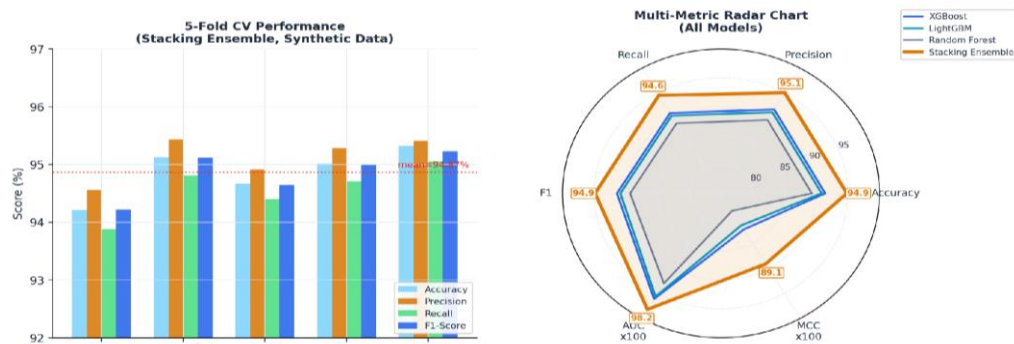 5-Fold CV Performance
(Stacking Ensemble, Synthetic Data)
97
96
95
94
93
92
Score (%)
Accuracy
Precision
Recall
F1-Score
Multi-Metric Radar Chart
(All Models)
XGBoost
LightGBM
Random Forest
Stacking Ensemble
Recall
Precision
94.6
95.1
95
90
85
80
F1
94.9
94.9
Accuracy
89.1
98.2
AUC
x100
MCC
x100